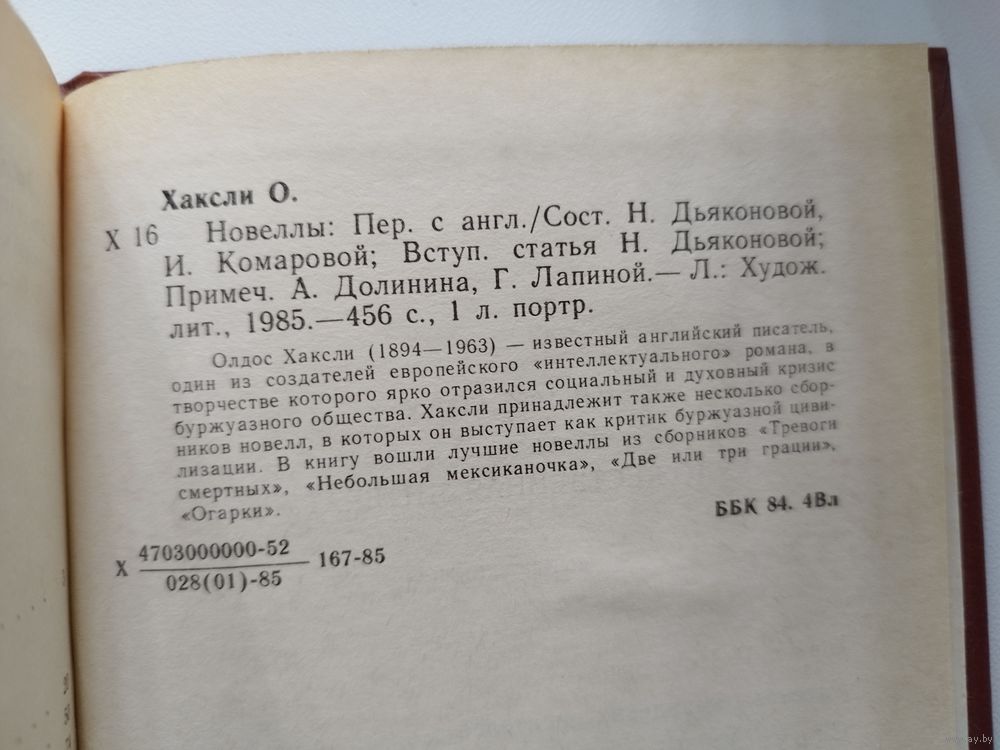 Хаксли О.
Х 16 Новеллы: Пер. с англ./Сост. Н. Дьяконовой,
И. Комаровой; Вступ. статья Н. Дьяконовой;
Примеч. А. Долинина, Г. Лапиной.— Л.: Худож.
лит., 1985.—456 с., 1 л. портр.
Олдос Хаксли (1894—1963) — известный английский писатель,
один из создателей европейского «интеллектуального» романа, в
творчестве которого ярко отразился социальный и духовный кризис
буржуазного общества. Хаксли принадлежит также несколько сбор-
ников новелл, в которых он выступает как критик буржуазной циви-
лизации. В книгу вошли лучшие новеллы из сборников «Тревоги
смертных», «Небольшая мексиканочка», «Две или три грации»,
«Огарки».
ББК 84. 4Вл
Х 4703000000-52
028(01)-85
167-85